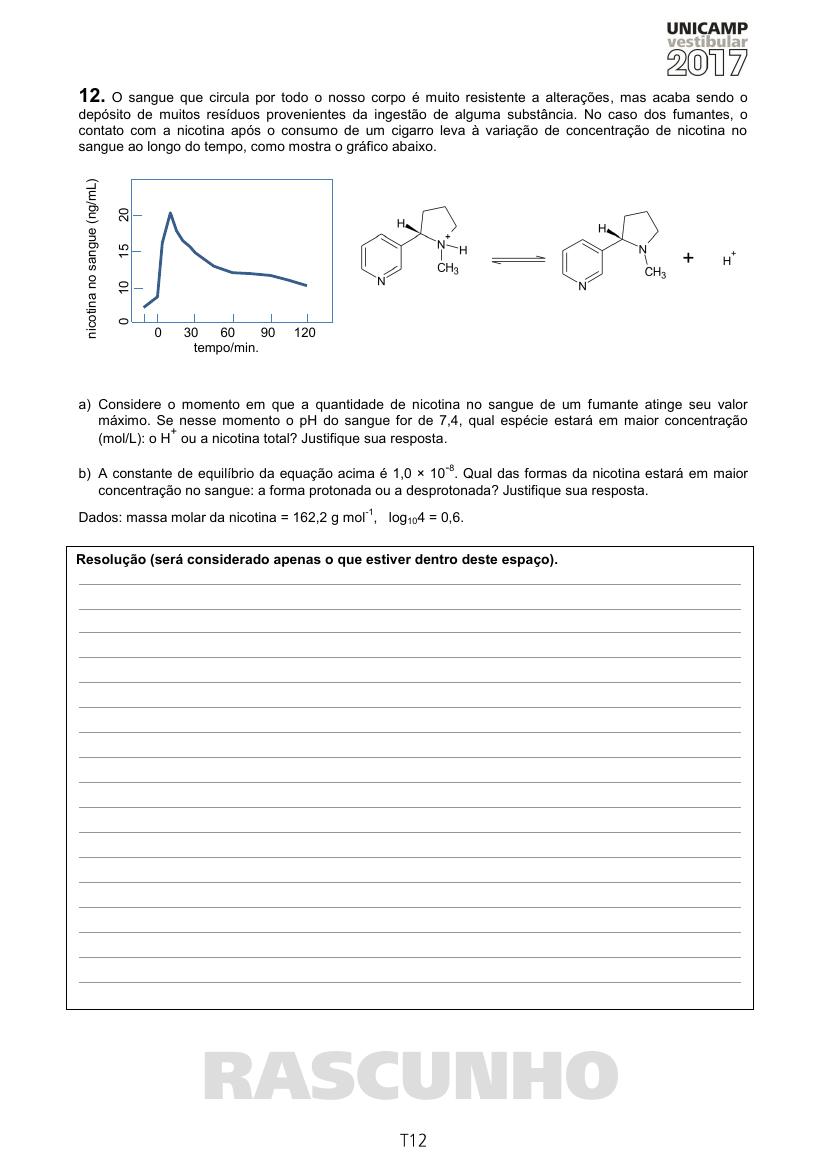 UNICAMP
vestibular
2017
12. O sangue que circula por todo o nosso corpo é muito resistente a alterações, mas acaba sendo o
depósito de muitos resíduos provenientes da ingestão de alguma substância. No caso dos fumantes, o
contato com a nicotina após o consumo de um cigarro leva à variação de concentração de nicotina no
sangue ao longo do tempo, como mostra o gráfico abaixo.
nicotina no sangue (ng/mL)
20
15
10
0
0 30 60 90 120
tempo/min.
H
N
+
H
CH3
N
H
N
CH3
N
+
H+
a) Considere o momento em que a quantidade de nicotina no sangue de um fumante atinge seu valor
máximo. Se nesse momento o pH do sangue for de 7,4, qual espécie estará em maior concentração
(mol/L): o H+ ou a nicotina total? Justifique sua resposta.
b) A constante de equilíbrio da equação acima é 1,0 × 10-8. Qual das formas da nicotina estará em maior
concentração no sangue: a forma protonada ou a desprotonada? Justifique sua resposta.
Dados: massa molar da nicotina = 162,2 g mol-1, log104 = 0,6.
Resolução (será considerado apenas o que estiver dentro deste espaço).
RASCUNHO
T12